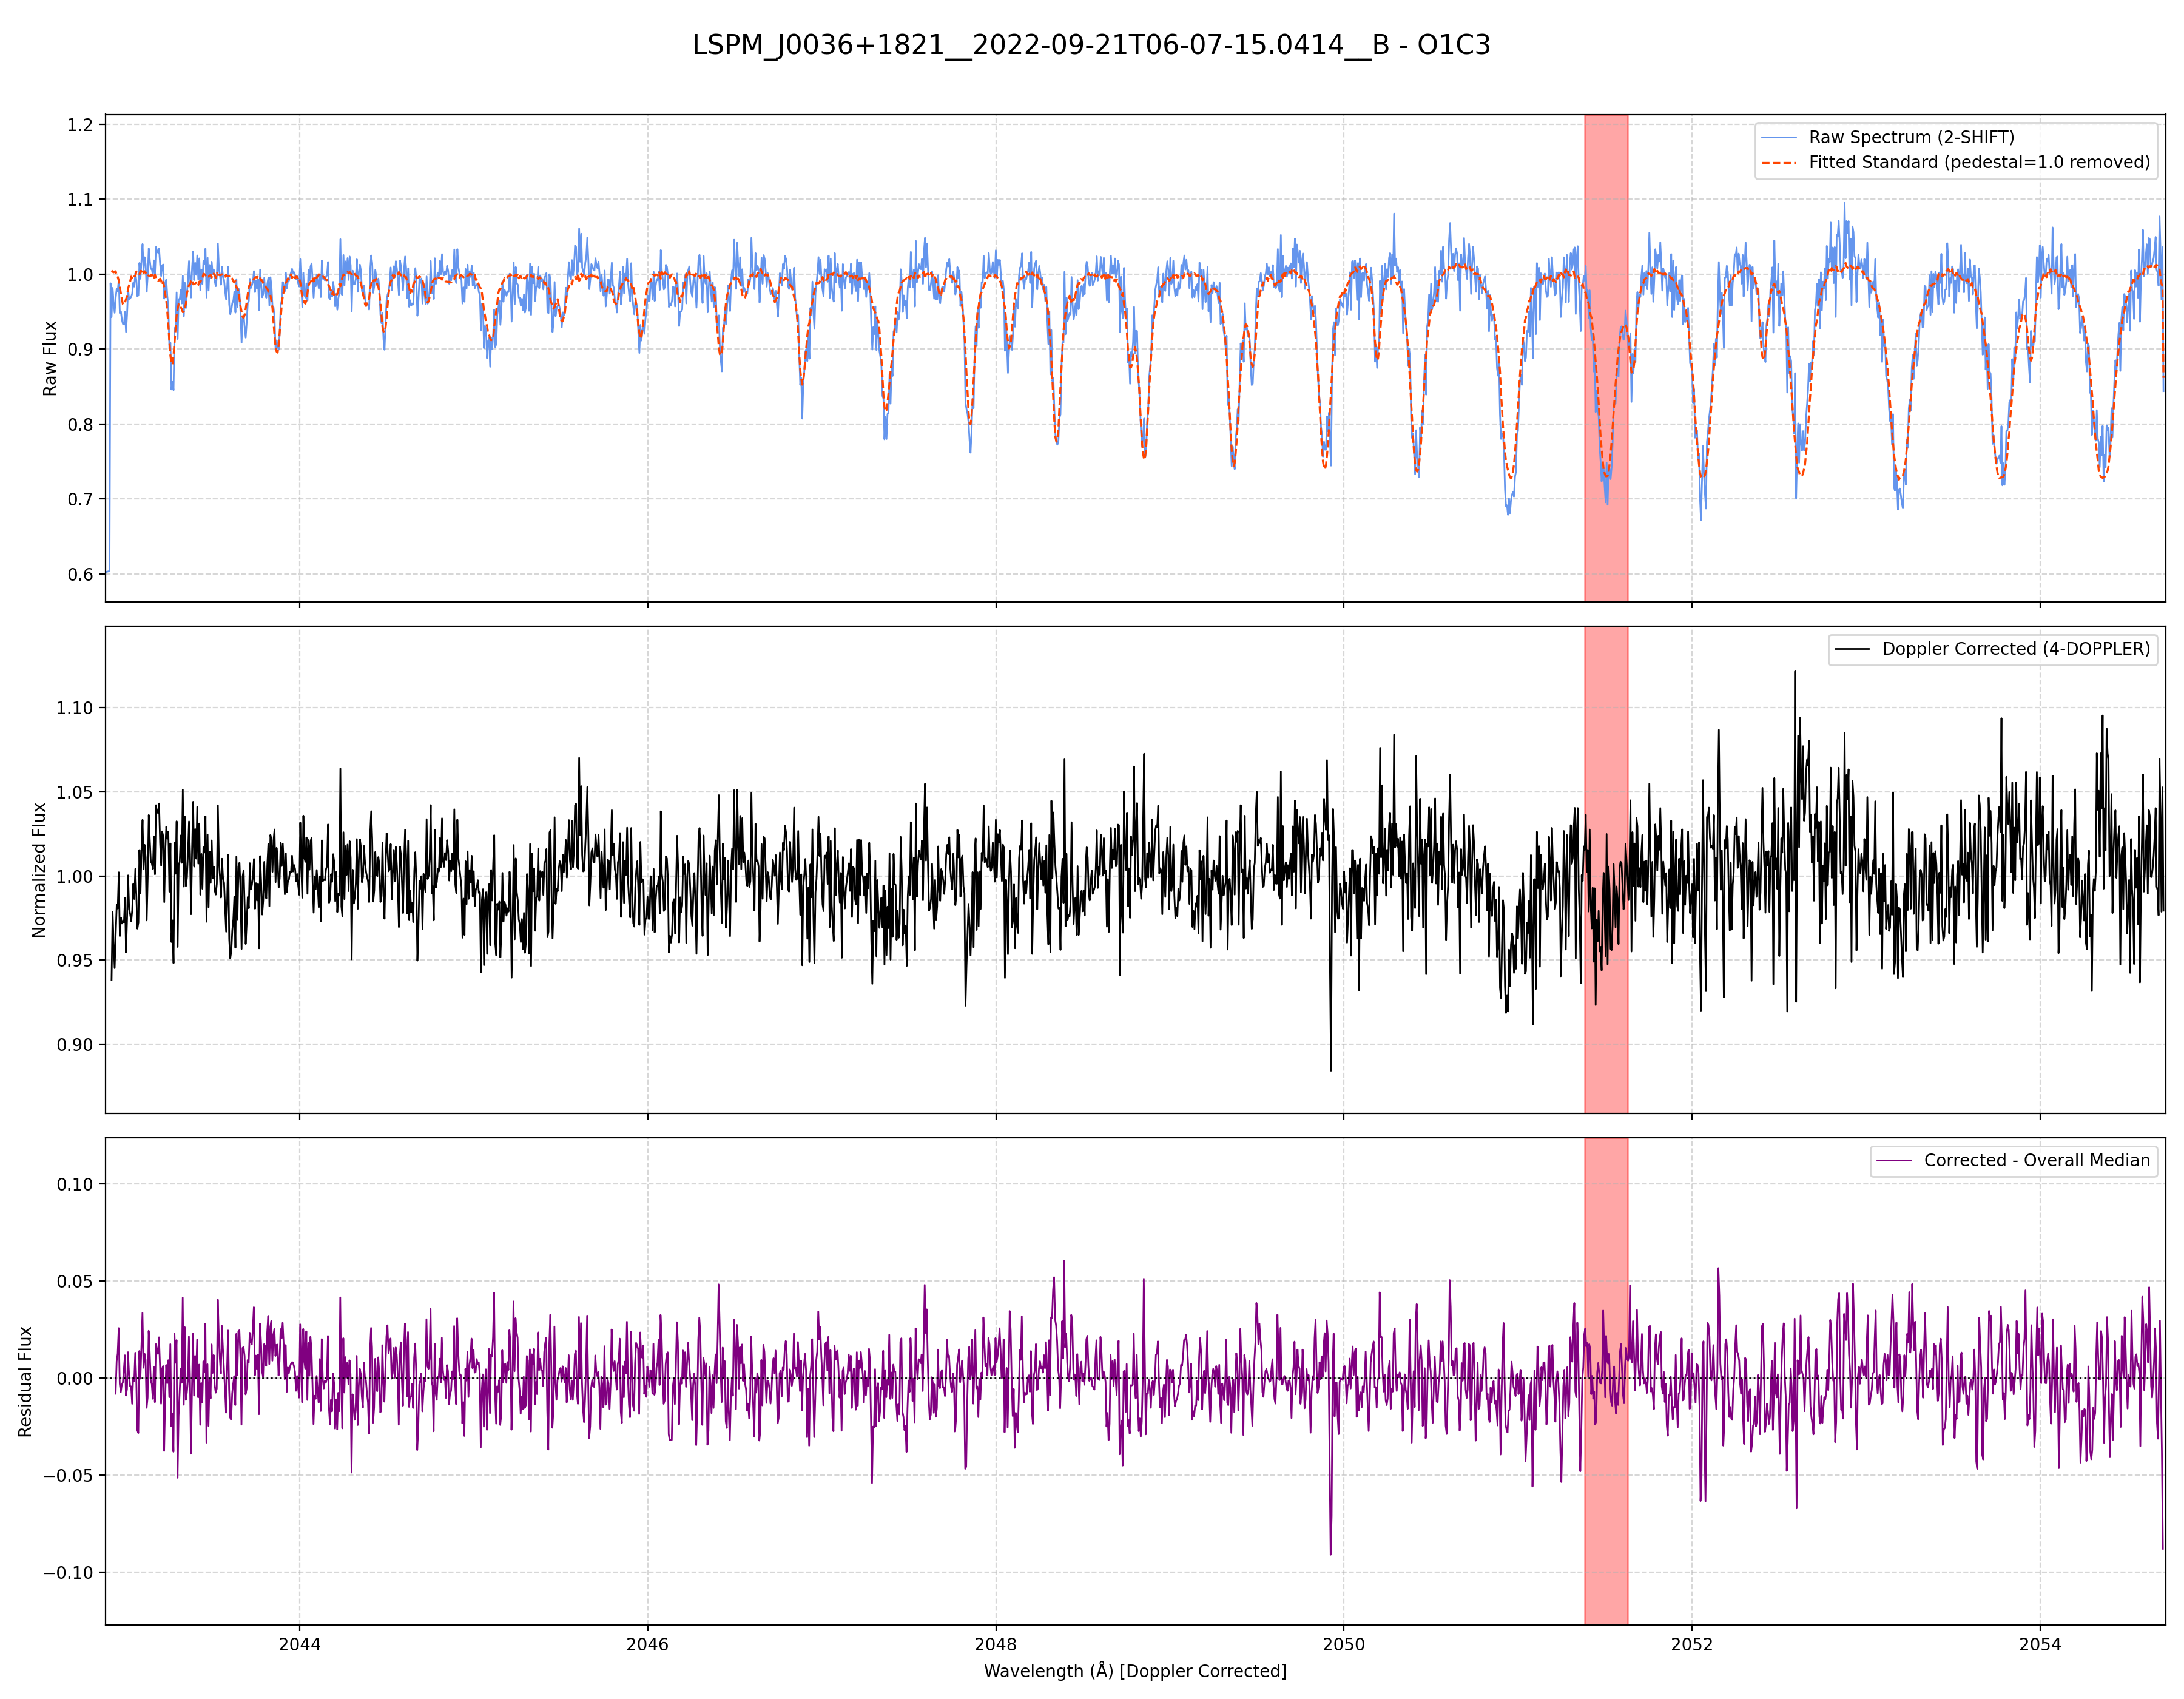 LSPM_J0036+1821__2022-09-21T06-07-15.0414__B - O1C3
1.2
1.1
1.0
0.9
0.8
0.7
0.6
Raw Flux
Raw Spectrum (2-SHIFT)
Fitted Standard (pedestal=1.0 removed)
1.10
1.05
1.00
0.95
0.90
Normalized Flux
Doppler Corrected (4-DOPPLER)
0.10
0.05
0.00
−0.05
−0.10
Residual Flux
Corrected - Overall Median
2044 2046 2048 2050 2052 2054
Wavelength (Å) [Doppler Corrected]